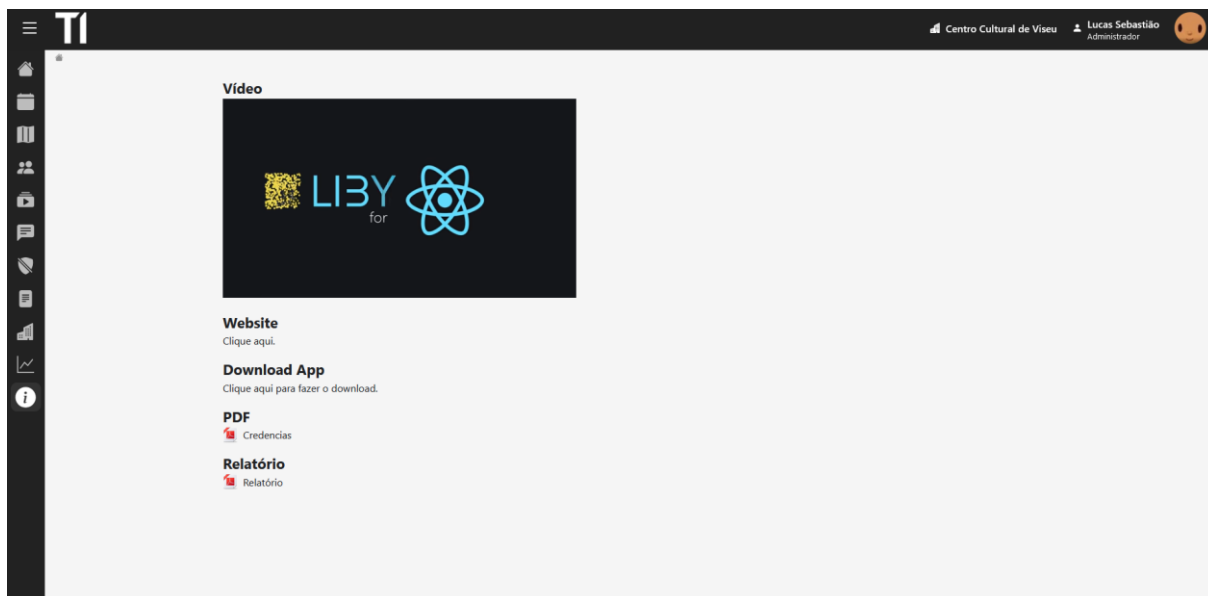 TI
Centro Cultural de Viseu
Lucas Sebastião
Administrador
Vídeo
LIBY
for
Website
Clique aqui.
Download App
Clique aqui para fazer o download.
PDF
Credencias
Relatório
Relatório